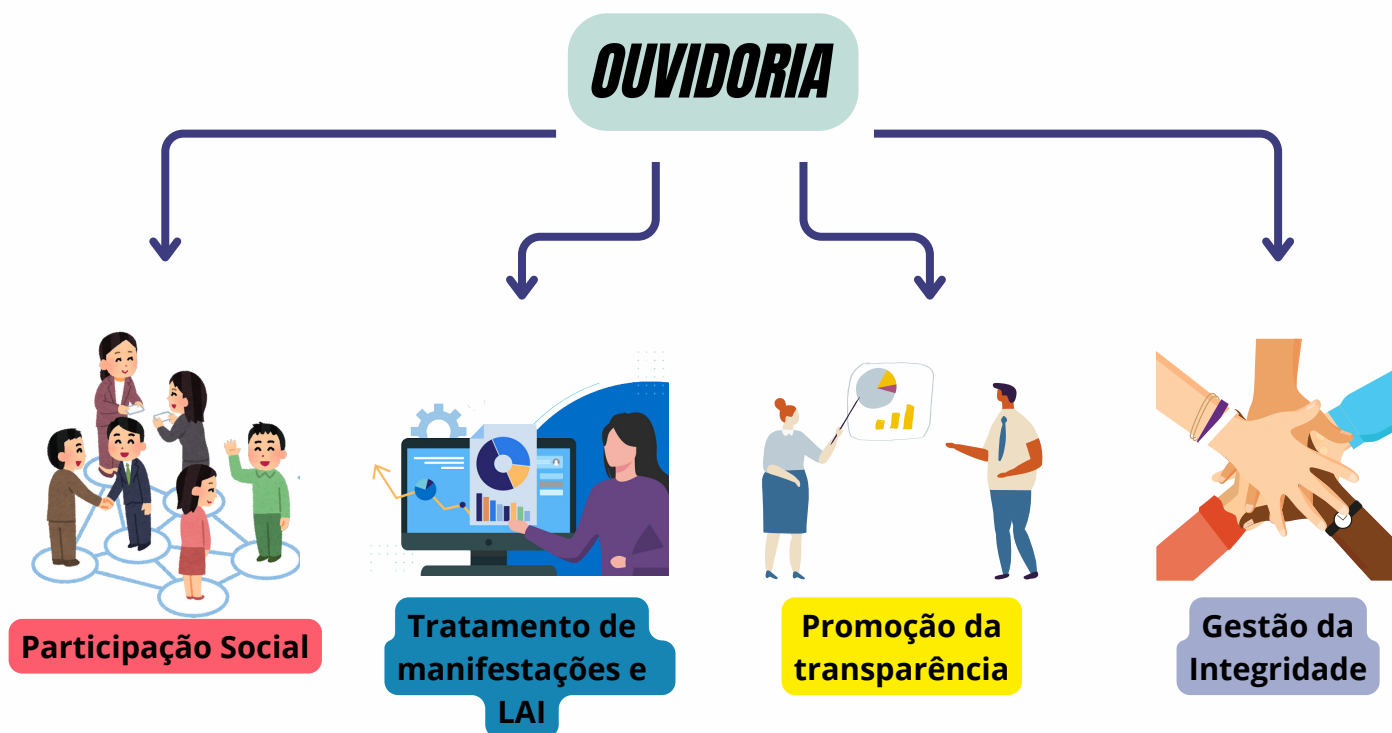 OUVIDORIA
Participação Social
Tratamento de
manifestações e
LAI
Promoção da
transparência
Gestão da
Integridade